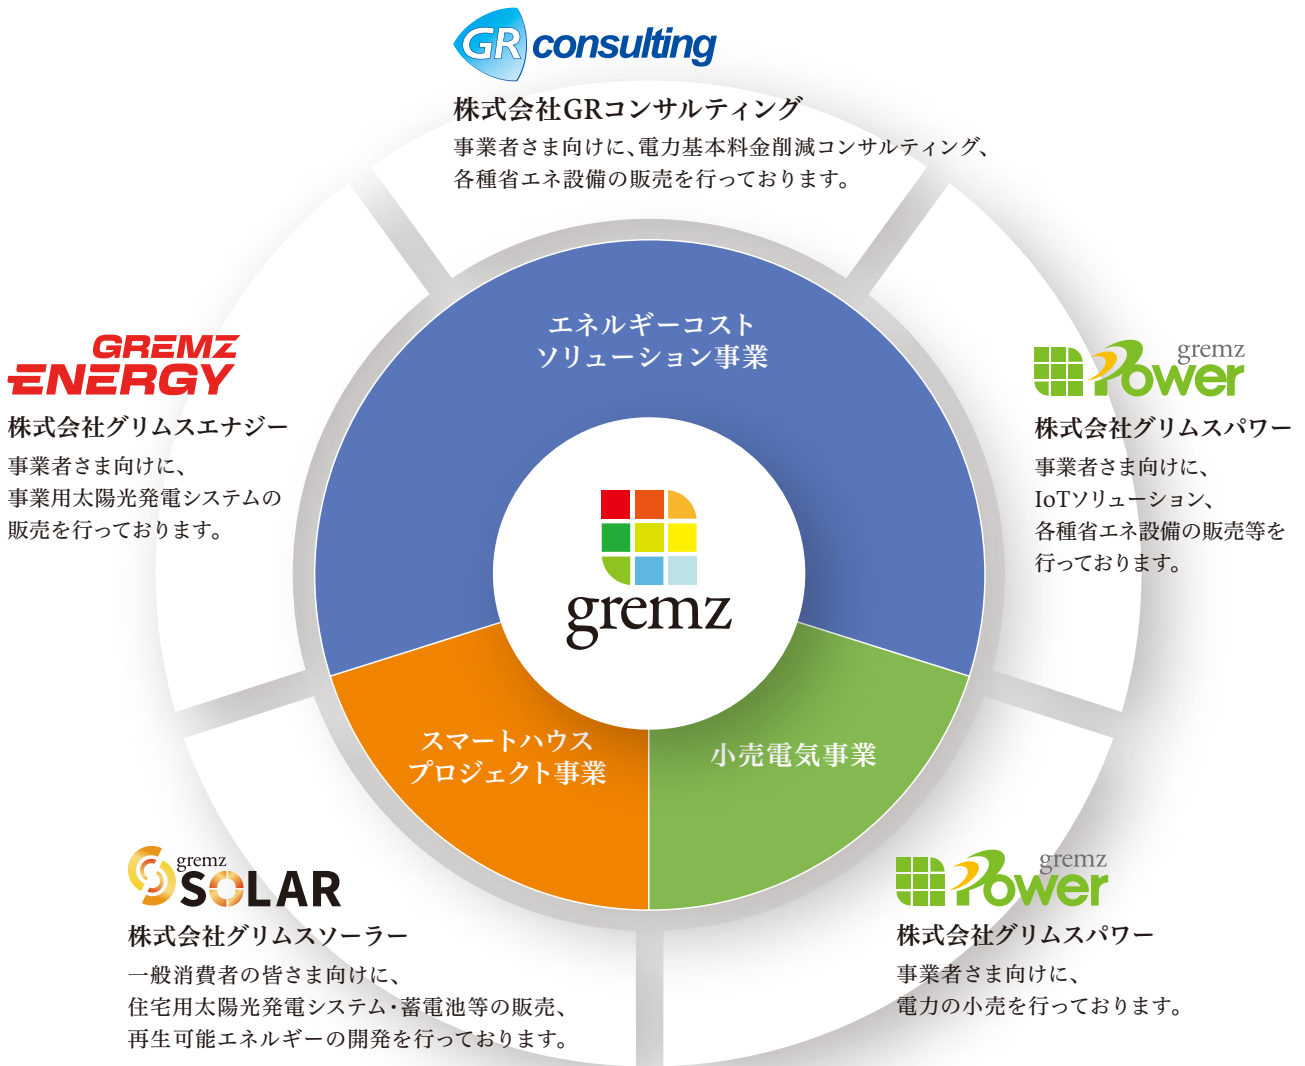 GR consulting
株式会社GRコンサルティング
事業者さま向けに、電力基本料金削減コンサルティング、
各種省エネ設備の販売を行っております。
エネルギーコスト
ソリューション事業
GREMZ
ENERGY
株式会社グリムスエナジー
事業者さま向けに、
事業用太陽光発電システムの
販売を行っております。
gremz
Power
株式会社グリムスパワー
事業者さま向けに、
IoTソリューション、
各種省エネ設備の販売等を
行っております。
gremz
スマートハウス
プロジェクト事業
小売電気事業
gremz
SOLAR
株式会社グリムスソーラー
一般消費者の皆さま向けに、
住宅用太陽光発電システム・蓄電池等の販売、
再生可能エネルギーの開発を行っております。
gremz
Power
株式会社グリムスパワー
事業者さま向けに、
電力の小売を行っております。